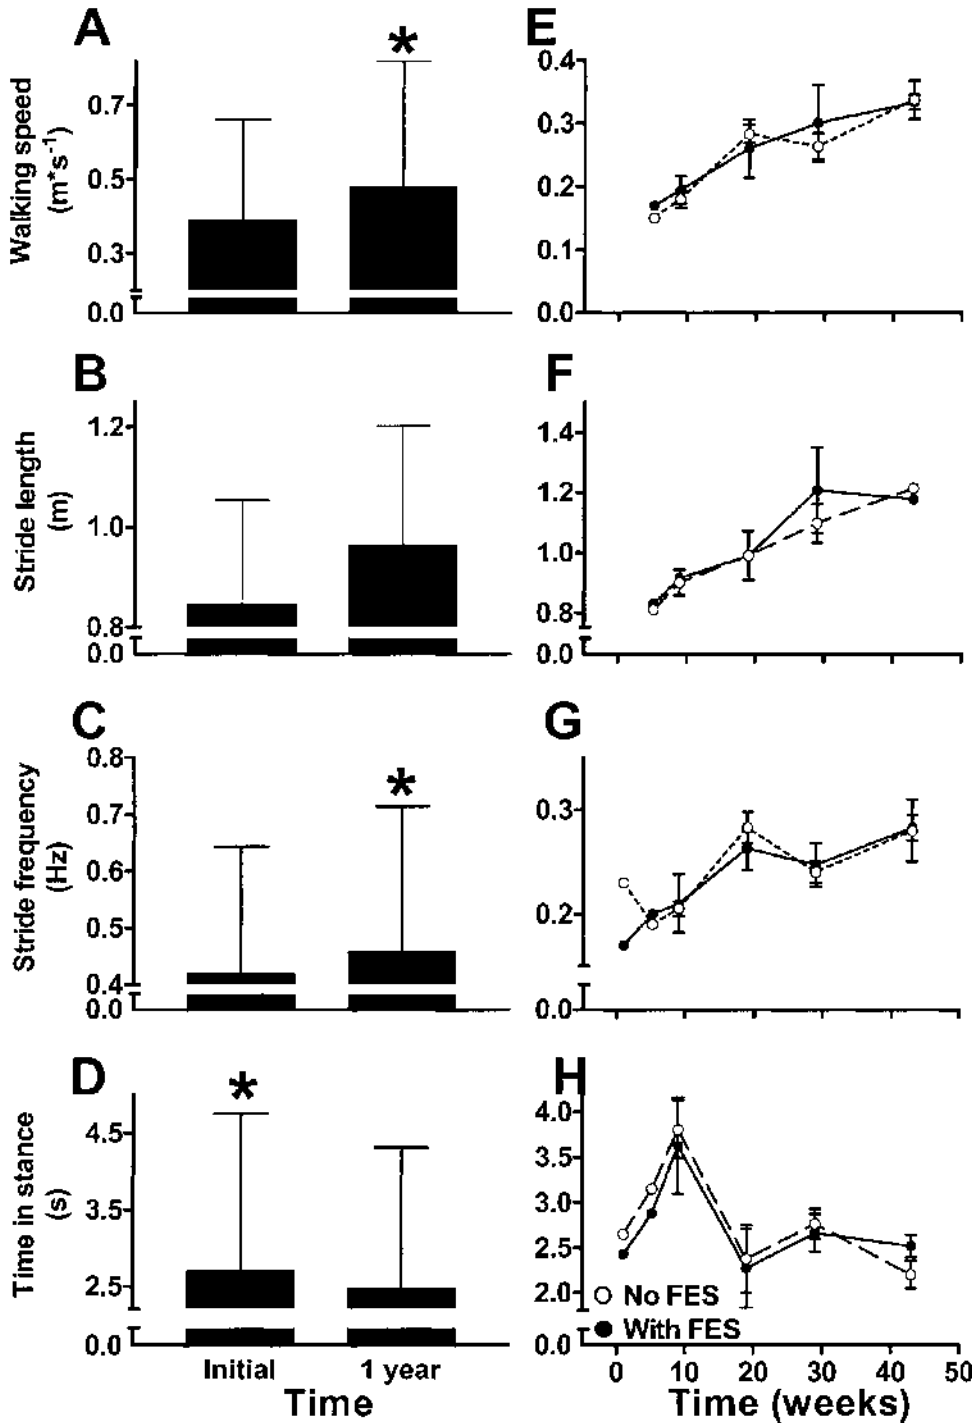 A
*
Walking speed
(m*s-1)
0.7
0.5
0.3
0.0
E
0.4
0.3
0.2
0.1
0.0
B
Stride length
(m)
1.2
1.0
0.8
0.0
F
1.4
1.2
1.0
0.8
0.0
C
*
Stride frequency
(Hz)
0.8
0.7
0.6
0.5
0.4
0.0
G
0.3
0.2
0.0
D
*
Time in stance
(s)
4.5
3.5
2.5
0.0
Initial 1 year
Time
H
4.0
3.5
3.0
2.5
2.0
0.0
No FES
With FES
0 10 20 30 40 50
Time (weeks)